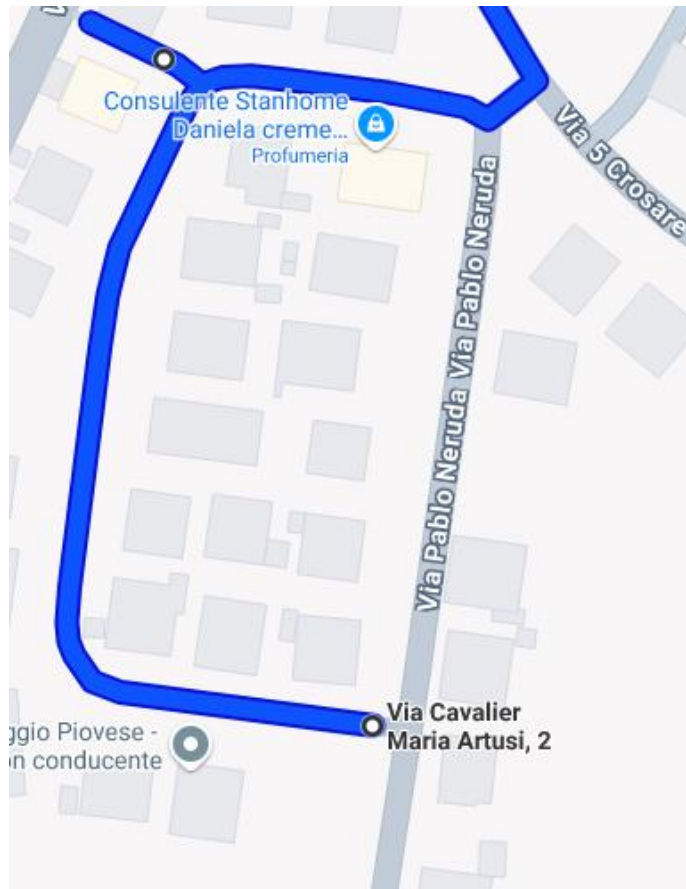 Consulente Stanhome
Daniela creme...
Profumeria
Via 5 Crosare
Via Pablo Neruda
Via Pablo Neruda
Via Cavalier
Maria Artusi, 2
ggio Piovese -
on conducente